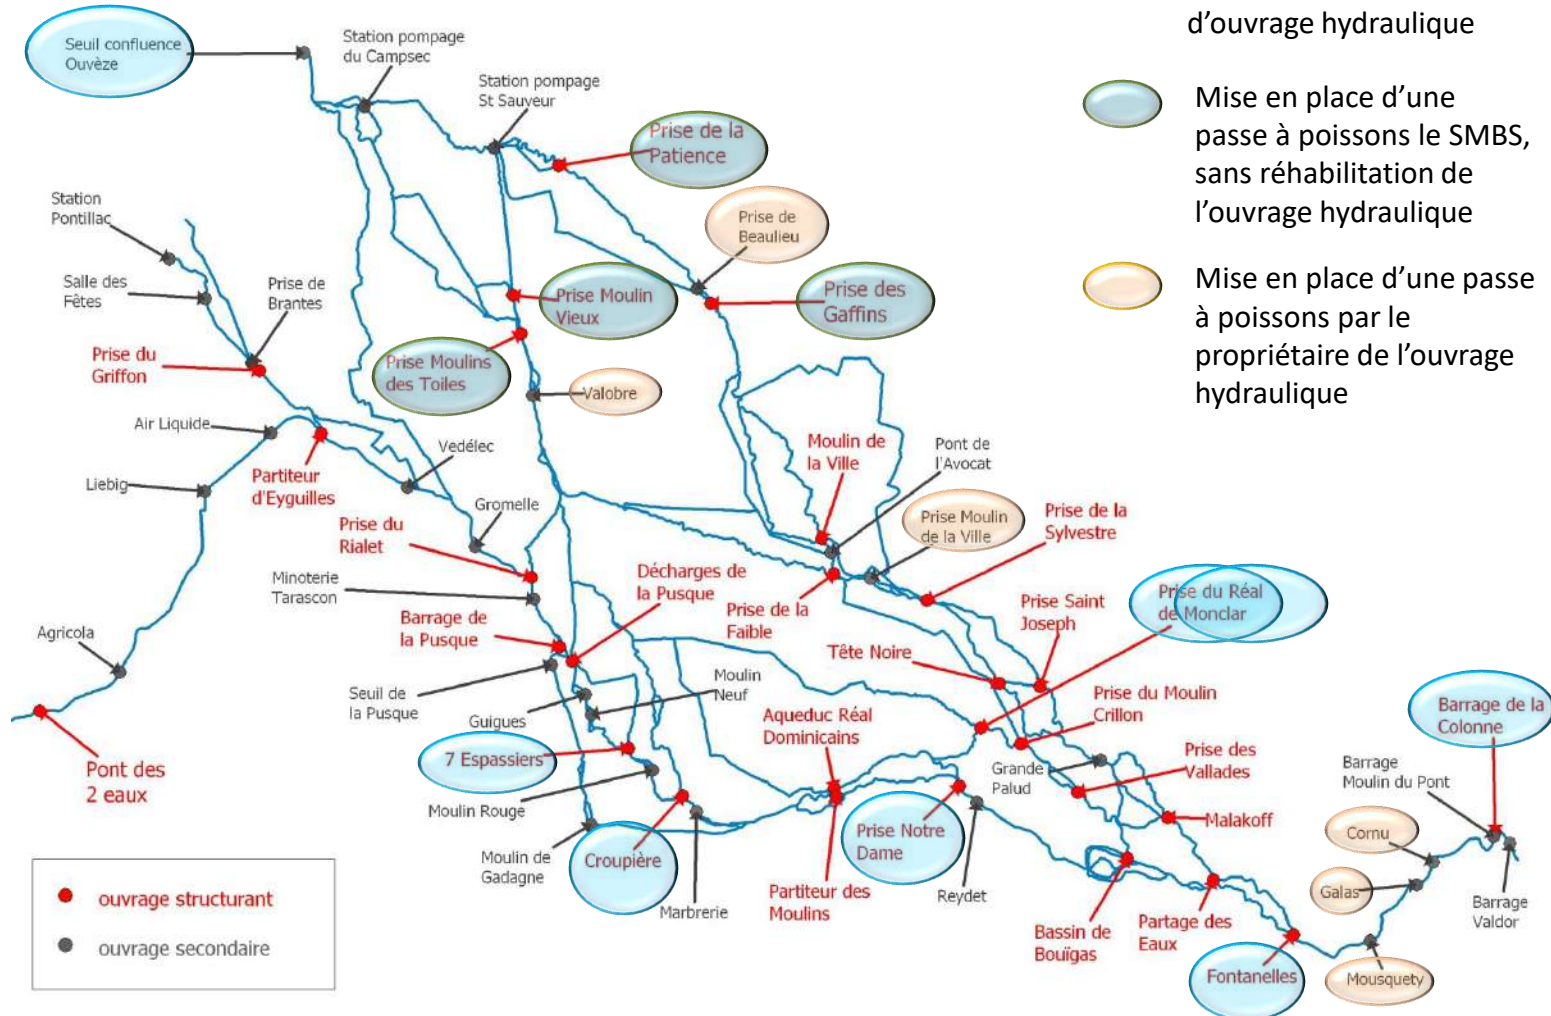 d'ouvrage hydraulique
Mise en place d'une
passe à poissons le SMBS,
sans réhabilitation de
l'ouvrage hydraulique
Mise en place d'une passe
à poissons par le
propriétaire de l'ouvrage
hydraulique
Seuil confluence
Ouvèze
Station pompage
du Campsec
Station pompage
St Sauveur
Prise de la
Patience
Station
Pontillac
Prise de
Beaulieu
Salle des
Fêtes
Prise de
Brantes
Prise Moulin
Vieux
Prise des
Gaffins
Prise du
Griffon
Prise Moulins
des Toiles
Valobre
Air Liquide
Vedélec
Moulin de
la Ville
Pont de
l'Avocat
Partiteur
d'Eyguilles
Liebig
Gromelle
Prise Moulin
de la Ville
Prise de la
Sylvestre
Prise du
Rialet
Minoterie
Tarascon
Décharges de
la Pusque
Prise de la
Faible
Prise Saint
Joseph
Prise du Réal
de Monclar
Barrage de
la Pusque
Agricola
Tête Noire
Seuil de
la Pusque
Guigues
Moulin
Neuf
Prise du Moulin
Crillon
Barrage de la
Colonne
Aqueduc Réal
Dominicains
Pont des
2 eaux
7 Espassiers
Grande
Palud
Prise des
Vallades
Barrage
Moulin du Pont
Moulin Rouge
Malakoff
Prise Notre
Dame
Cornu
Moulin de
Gadagne
Croupière
Marbrerie
Partiteur des
Moulins
Reydet
Galas
Barrage
Valdor
Bassin de
Bouïgas
Partage des
Eaux
Fontanelles
Mousquety
ouvrage structurant
ouvrage secondaire